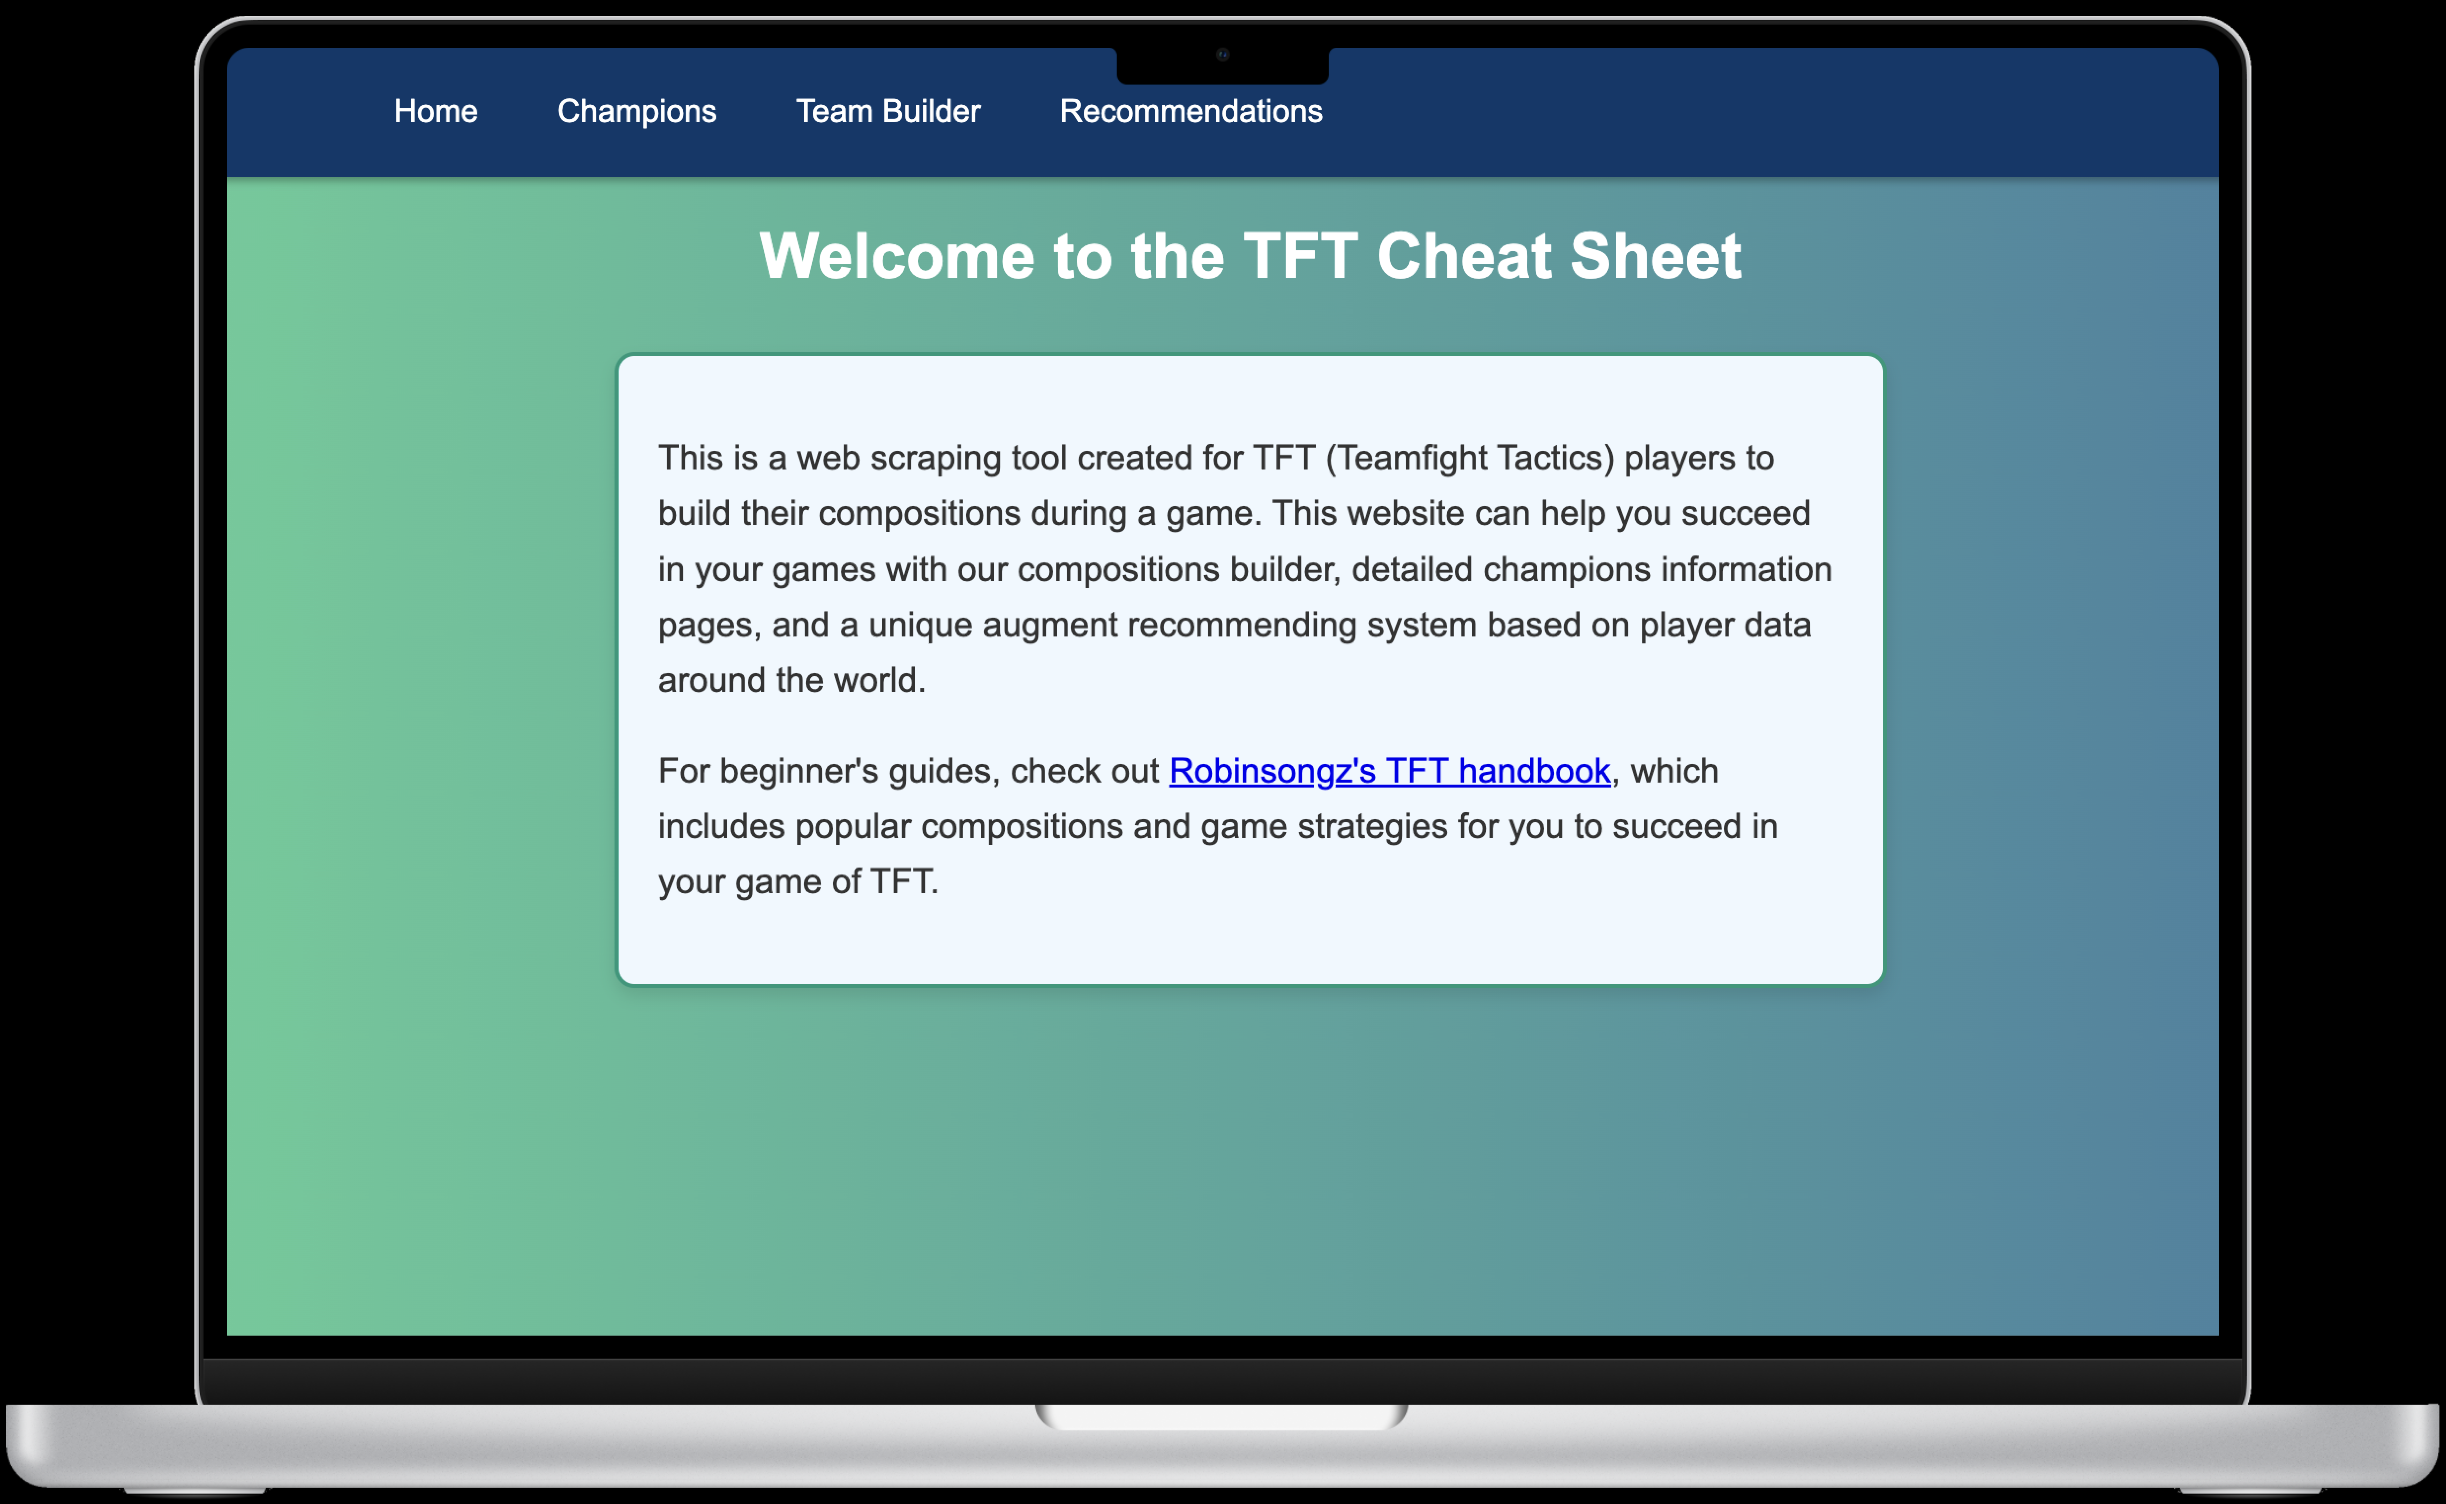 Home Champions Team Builder Recommendations
Welcome to the TFT Cheat Sheet
This is a web scraping tool created for TFT (Teamfight Tactics) players to
build their compositions during a game. This website can help you succeed
in your games with our compositions builder, detailed champions information
pages, and a unique augment recommending system based on player data
around the world.
For beginner's guides, check out Robinsongz's TFT handbook, which
includes popular compositions and game strategies for you to succeed in
your game of TFT.